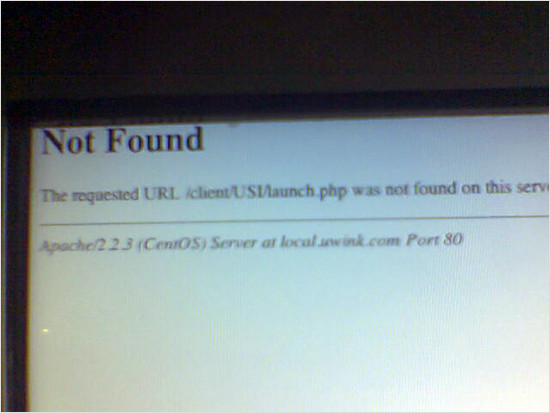 Not Found
The requested URL /client/USI/launch.php was not found on this serve
Apache/2.2.3 (CentOS) Server at local.uwink.com Port 80